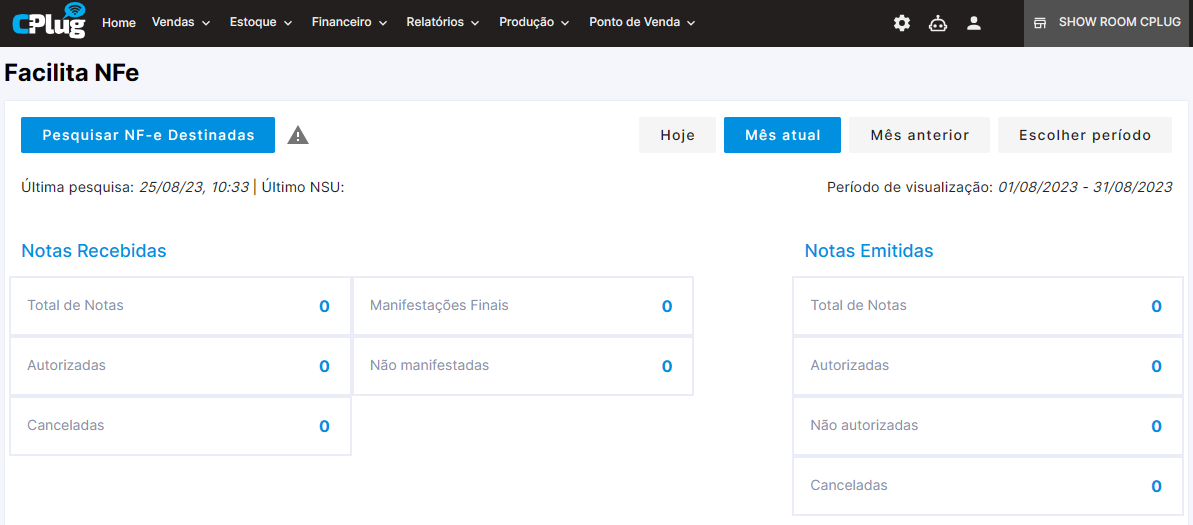 CPlug Home Vendas Estoque Financeiro Relatórios Produção Ponto de Venda SHOW ROOM CPLUG
Facilita NFe
Pesquisar NF-e Destinadas Hoje Mês atual Mês anterior Escolher período
Última pesquisa: 25/08/23, 10:33 | Último NSU: Período de visualização: 01/08/2023 - 31/08/2023
Notas Recebidas Notas Emitidas
Total de Notas 0 Manifestações Finais 0 Total de Notas 0
Autorizadas 0 Não manifestadas 0 Autorizadas 0
Canceladas 0 Não autorizadas 0
Canceladas 0